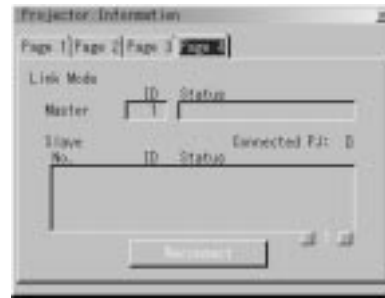 Projector Information
Page 1 Page 2 Page 3 Page 4
Link Mode
ID Status
Master 1
Slave Connected PJ: 0
No. ID Status
Reconnect